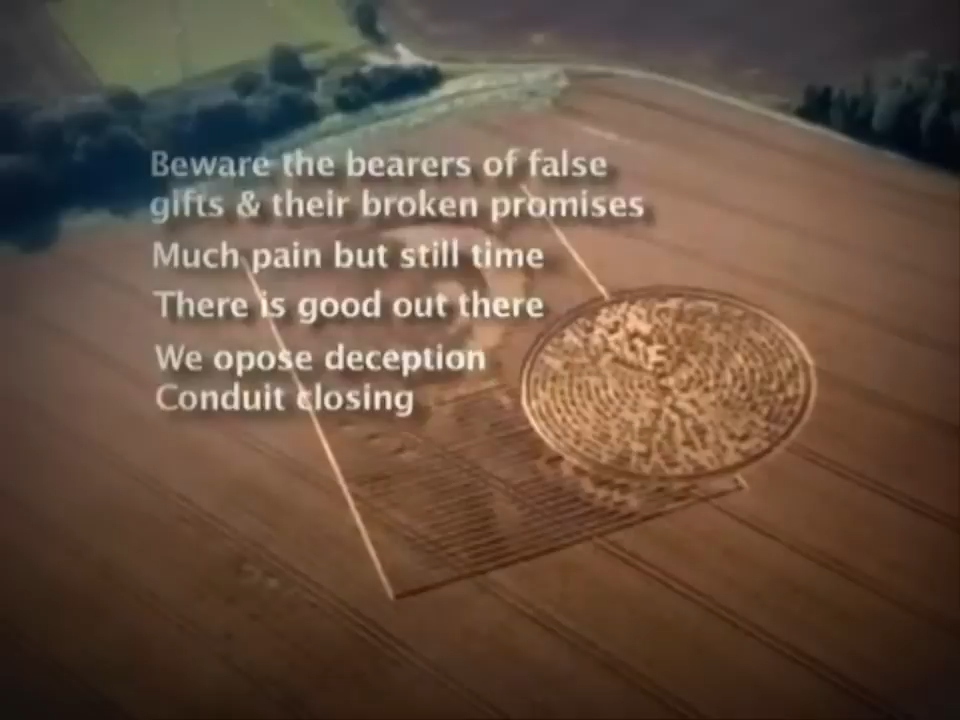 Beware the bearers of false
gifts & their broken promises
Much pain but still time
There is good out there
We opose deception
Conduit closing